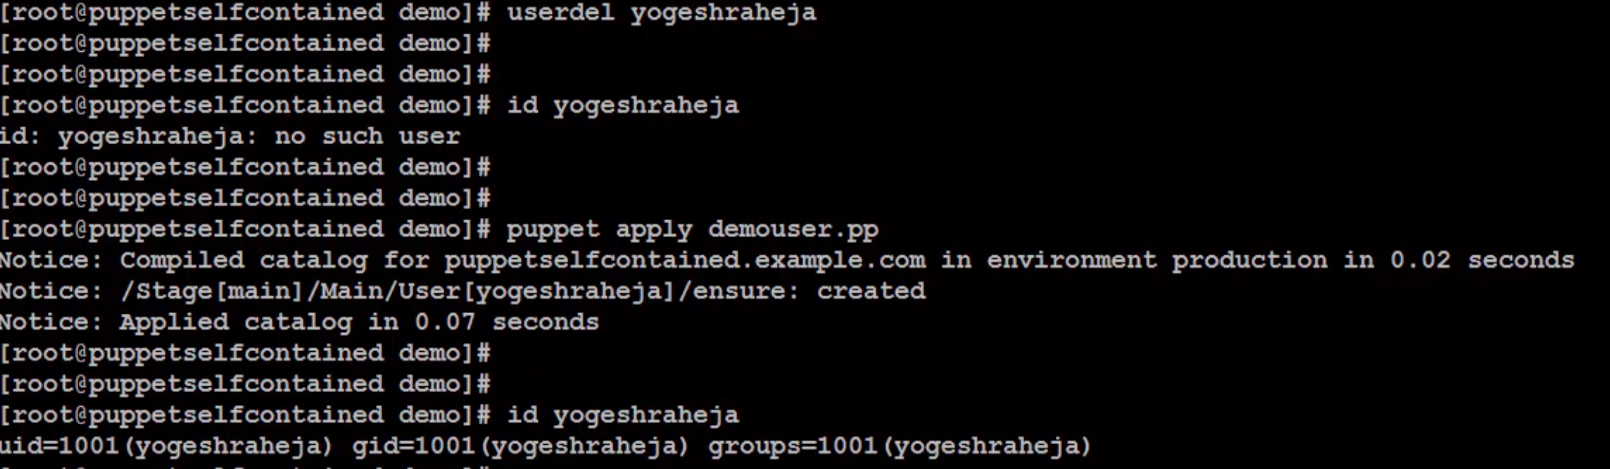 [root@puppetselfcontained demo]# userdel yogeshraheja
[root@puppetselfcontained demo]#
[root@puppetselfcontained demo]#
[root@puppetselfcontained demo]# id yogeshraheja
id: yogeshraheja: no such user
[root@puppetselfcontained demo]#
[root@puppetselfcontained demo]#
[root@puppetselfcontained demo]# puppet apply demouser.pp
Notice: Compiled catalog for puppetselfcontained.example.com in environment production in 0.02 seconds
Notice: /Stage[main]/Main/User[yogeshraheja]/ensure: created
Notice: Applied catalog in 0.07 seconds
[root@puppetselfcontained demo]#
[root@puppetselfcontained demo]#
[root@puppetselfcontained demo]# id yogeshraheja
uid=1001(yogeshraheja) gid=1001(yogeshraheja) groups=1001(yogeshraheja)